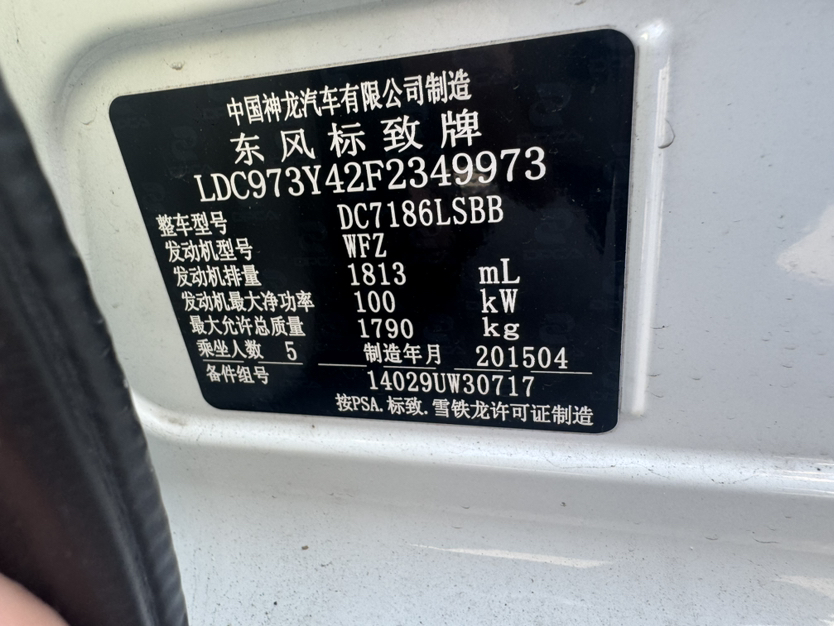 中国神龙汽车有限公司制造
东风标致牌
LDC973Y42F2349973
整车型号 DC7186LSBB
发动机型号 WFZ
发动机排量 1813 mL
发动机最大净功率 100 kW
最大允许总质量 1790 kg
乘坐人数 5 制造年月 201504
备件组号 14029UW30717
按PSA.标致.雪铁龙许可证制造